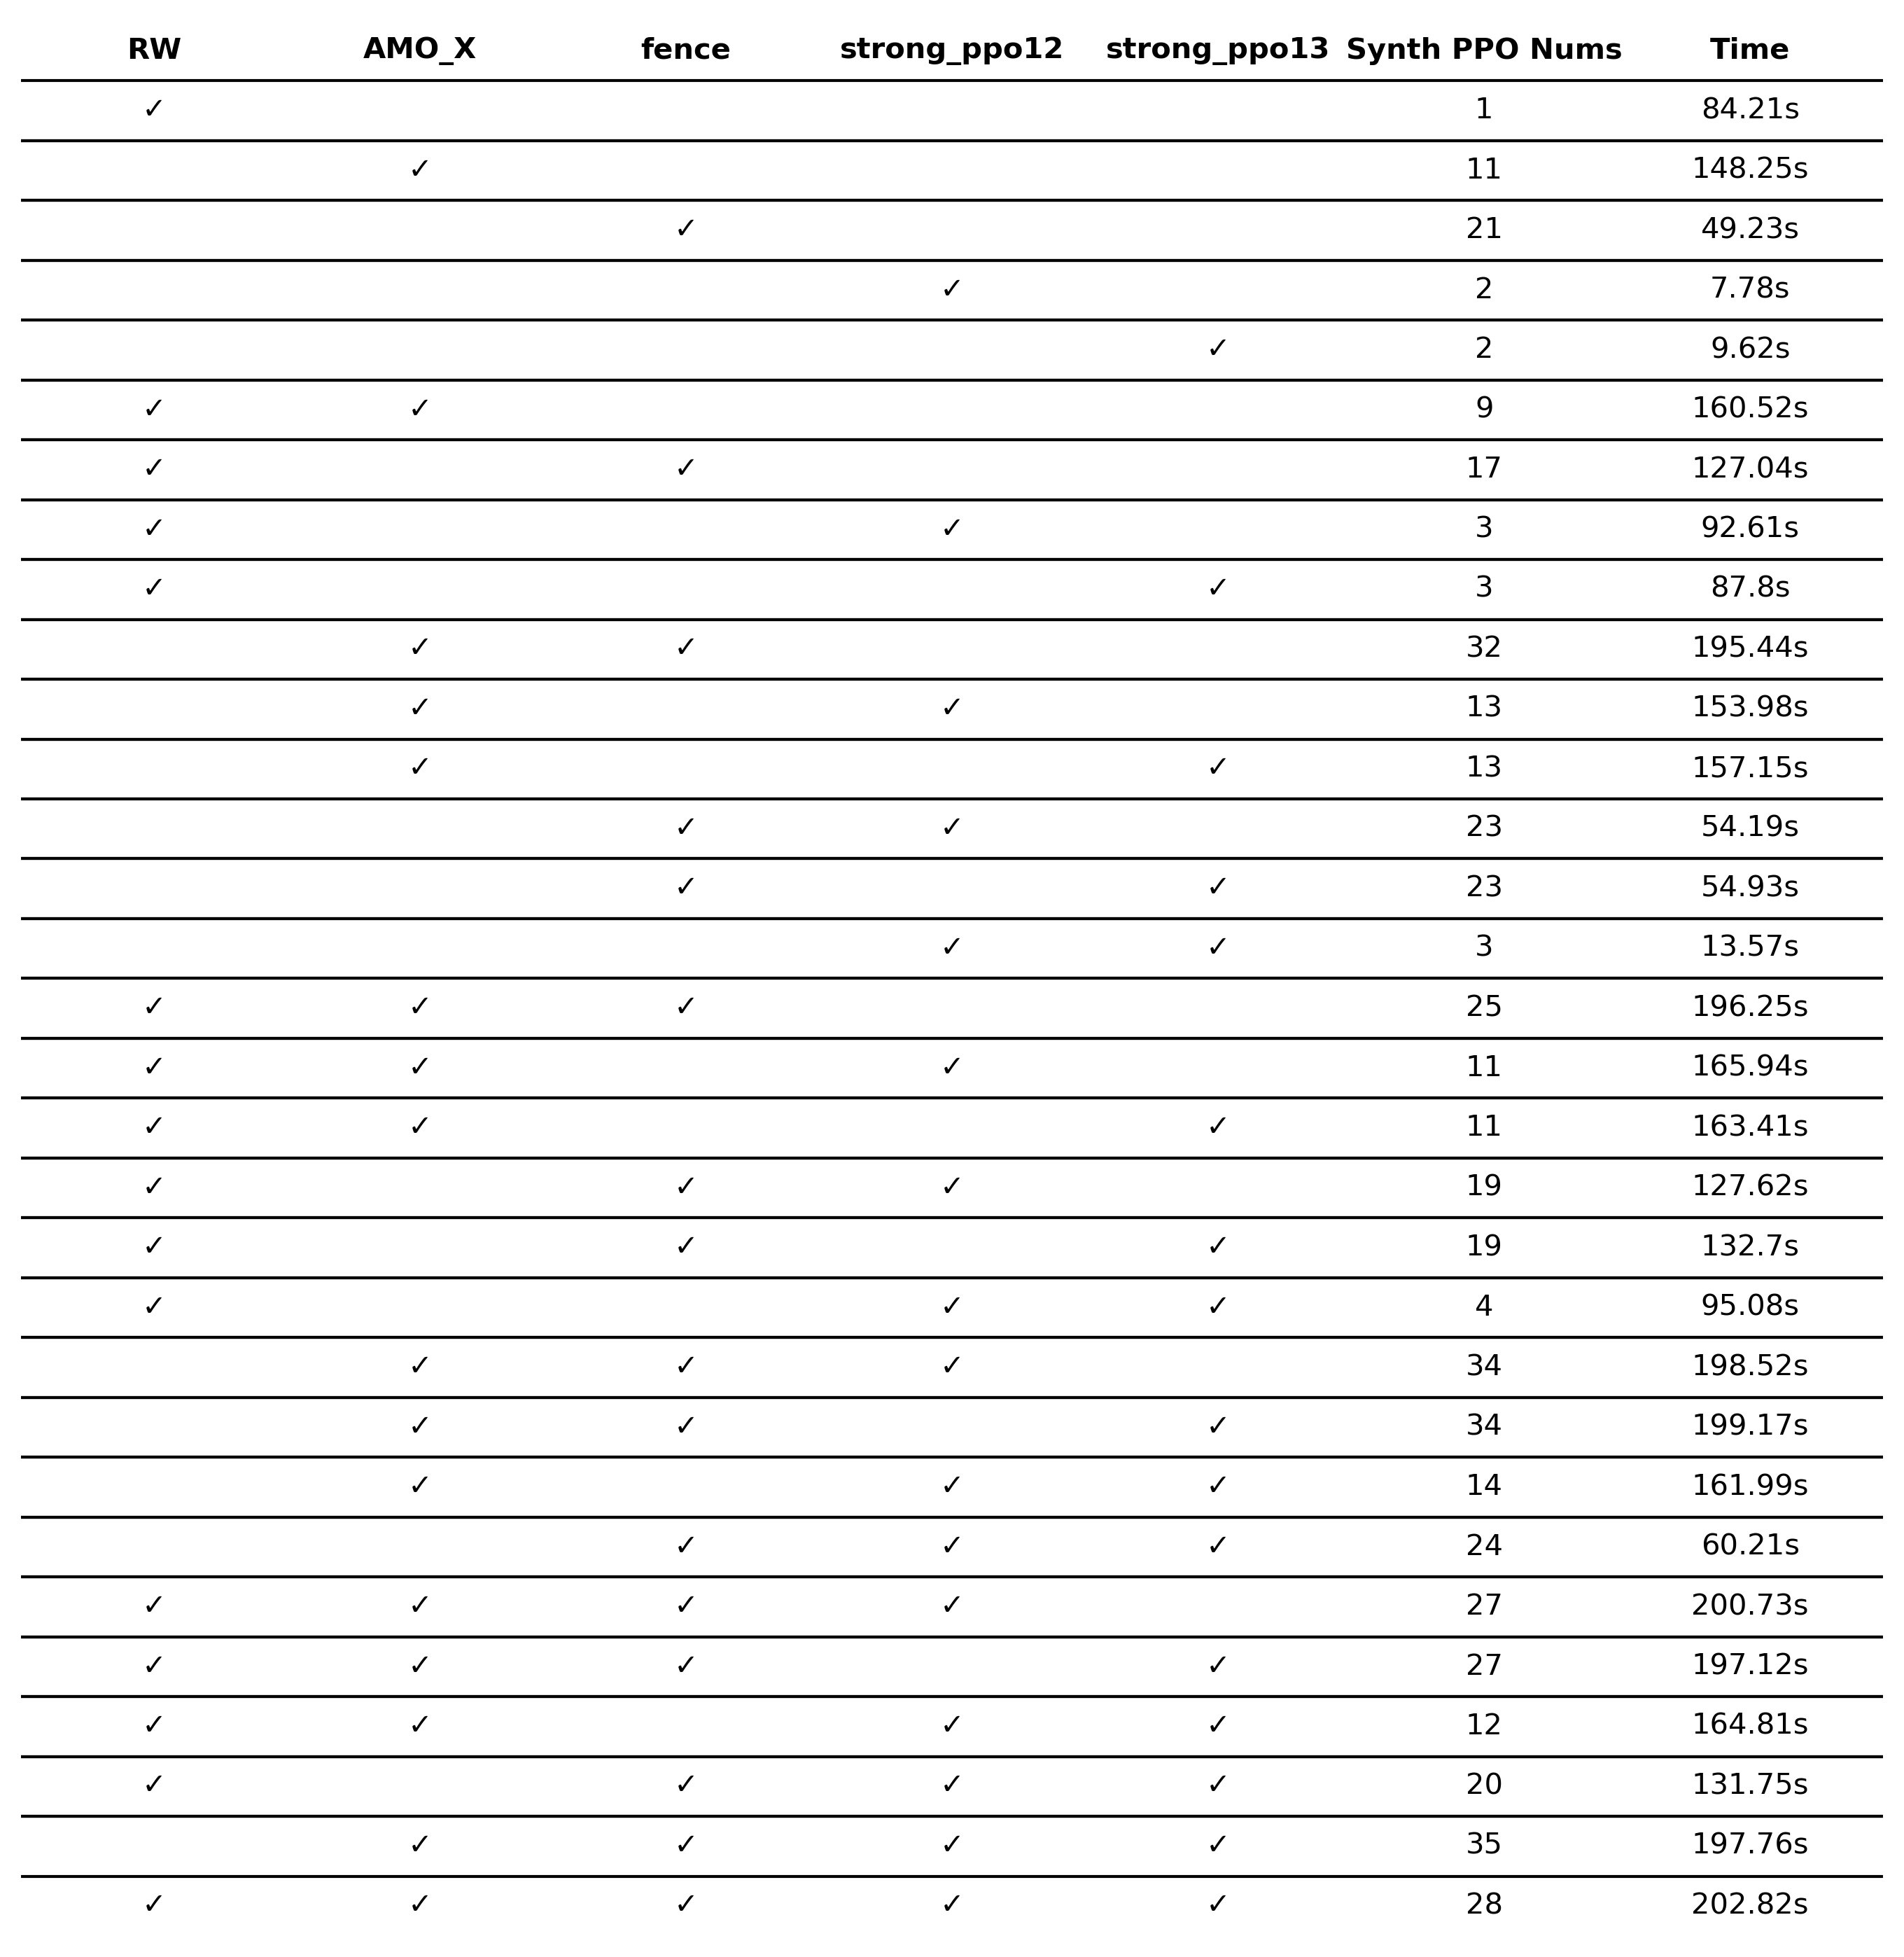 RW AMO_X fence strong_ppo12 strong_ppo13 Synth PPO Nums Time
✓ 1 84.21s
✓ 11 148.25s
✓ 21 49.23s
✓ 2 7.78s
✓ 2 9.62s
✓ ✓ 9 160.52s
✓ ✓ 17 127.04s
✓ ✓ 3 92.61s
✓ ✓ 3 87.8s
✓ ✓ 32 195.44s
✓ ✓ 13 153.98s
✓ ✓ 13 157.15s
✓ ✓ 23 54.19s
✓ ✓ 23 54.93s
✓ ✓ 3 13.57s
✓ ✓ ✓ 25 196.25s
✓ ✓ ✓ 11 165.94s
✓ ✓ ✓ 11 163.41s
✓ ✓ ✓ 19 127.62s
✓ ✓ ✓ 19 132.7s
✓ ✓ ✓ 4 95.08s
✓ ✓ ✓ 34 198.52s
✓ ✓ ✓ 34 199.17s
✓ ✓ ✓ 14 161.99s
✓ ✓ ✓ 24 60.21s
✓ ✓ ✓ ✓ 27 200.73s
✓ ✓ ✓ ✓ 27 197.12s
✓ ✓ ✓ ✓ 12 164.81s
✓ ✓ ✓ ✓ 20 131.75s
✓ ✓ ✓ ✓ 35 197.76s
✓ ✓ ✓ ✓ ✓ 28 202.82s